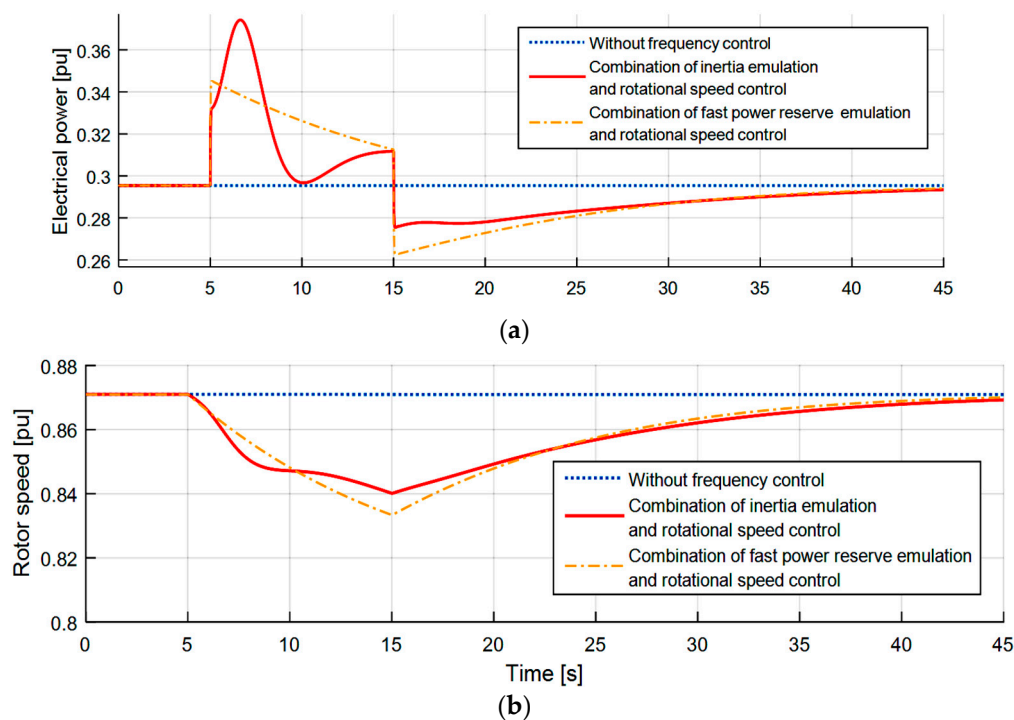 Electrical power [pu]
0.36
0.34
0.32
0.3
0.28
0.26
Without frequency control
Combination of inertia emulation
and rotational speed control
Combination of fast power reserve emulation
and rotational speed control
0 5 10 15 20 25 30 35 40 45
(a)
Rotor speed [pu]
0.88
0.86
0.84
0.82
0.8
Without frequency control
Combination of inertia emulation
and rotational speed control
Combination of fast power reserve emulation
and rotational speed control
0 5 10 15 20 25 30 35 40 45
Time [s]
(b)